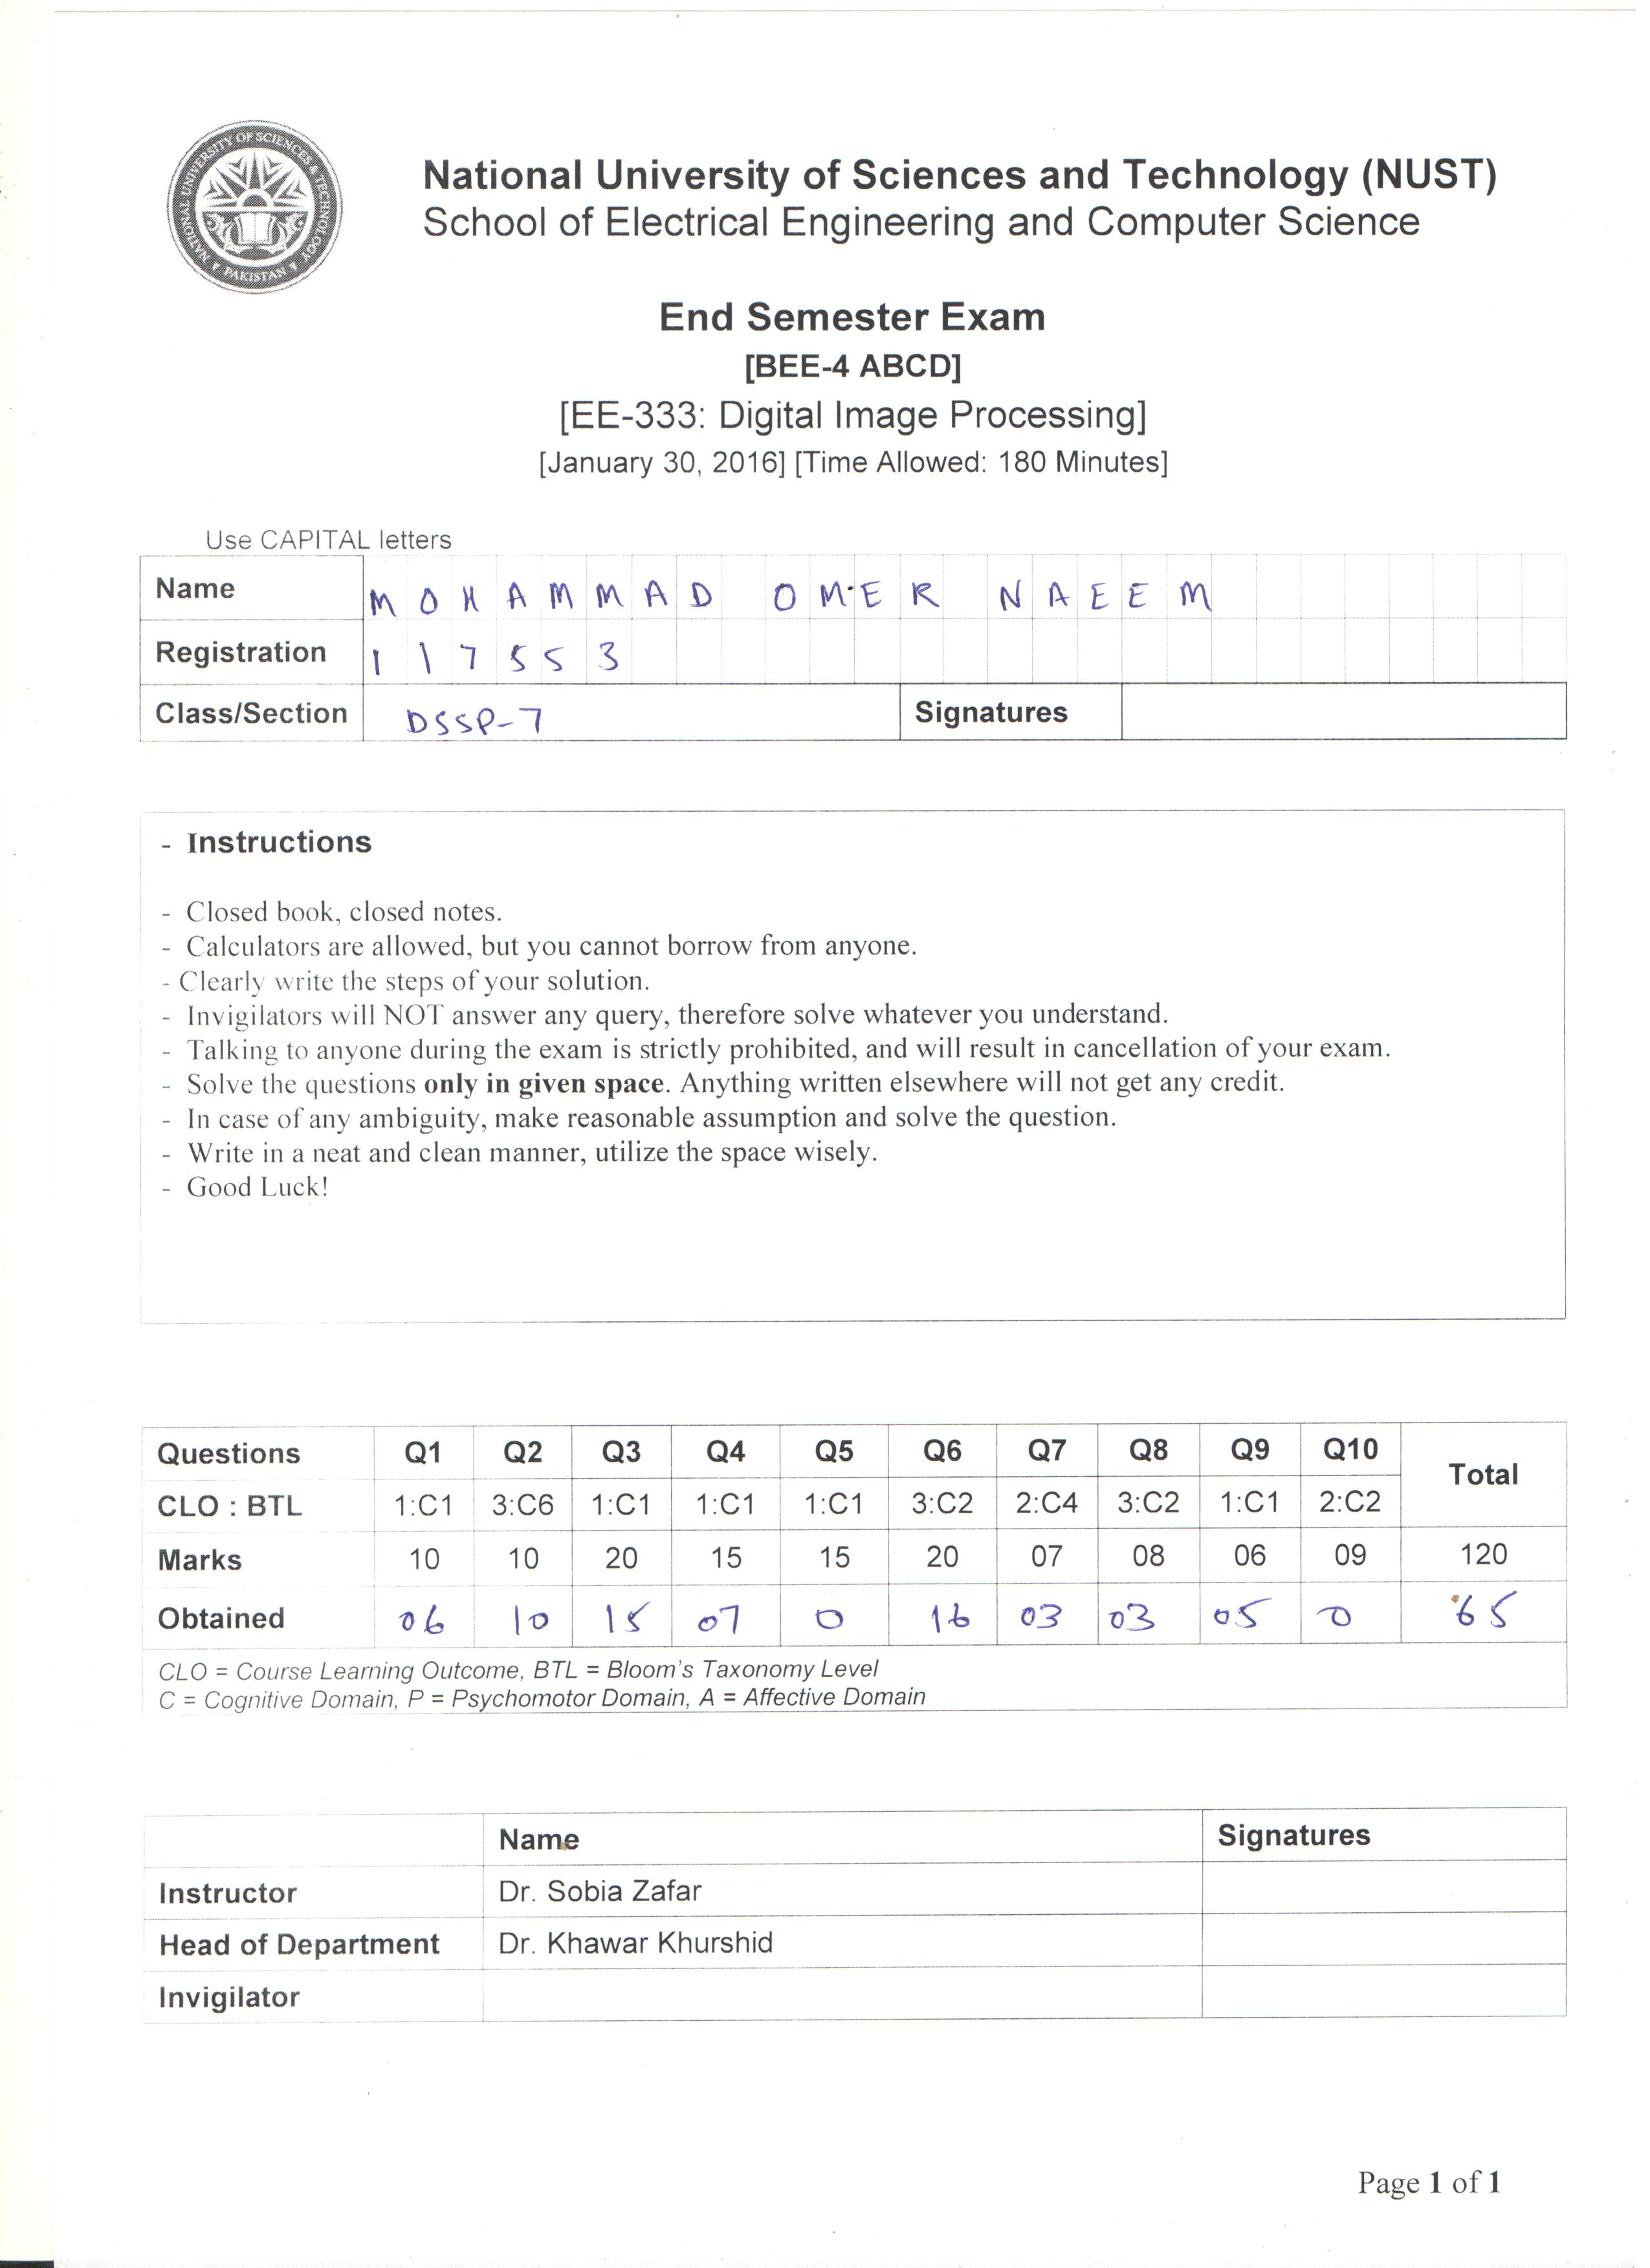 NATIONAL UNIVERSITY OF SCIENCES & TECHNOLOGY
PAKISTAN
National University of Sciences and Technology (NUST)
School of Electrical Engineering and Computer Science
End Semester Exam
[BEE-4 ABCD]
[EE-333: Digital Image Processing]
[January 30, 2016] [Time Allowed: 180 Minutes]
Use CAPITAL letters
Name MOHAMMAD OMER NAEEM
Registration 117553
Class/Section DSSP-7 Signatures
- Instructions
- Closed book, closed notes.
- Calculators are allowed, but you cannot borrow from anyone.
- Clearly write the steps of your solution.
- Invigilators will NOT answer any query, therefore solve whatever you understand.
- Talking to anyone during the exam is strictly prohibited, and will result in cancellation of your exam.
- Solve the questions only in given space. Anything written elsewhere will not get any credit.
- In case of any ambiguity, make reasonable assumption and solve the question.
- Write in a neat and clean manner, utilize the space wisely.
- Good Luck!
Questions Q1 Q2 Q3 Q4 Q5 Q6 Q7 Q8 Q9 Q10 Total
CLO : BTL 1:C1 3:C6 1:C1 1:C1 1:C1 3:C2 2:C4 3:C2 1:C1 2:C2
Marks 10 10 20 15 15 20 07 08 06 09 120
Obtained 06 10 15 07 0 16 03 03 05 0 65
CLO = Course Learning Outcome, BTL = Bloom's Taxonomy Level
C = Cognitive Domain, P = Psychomotor Domain, A = Affective Domain
Name Signatures
Instructor Dr. Sobia Zafar
Head of Department Dr. Khawar Khurshid
Invigilator
Page 1 of 1